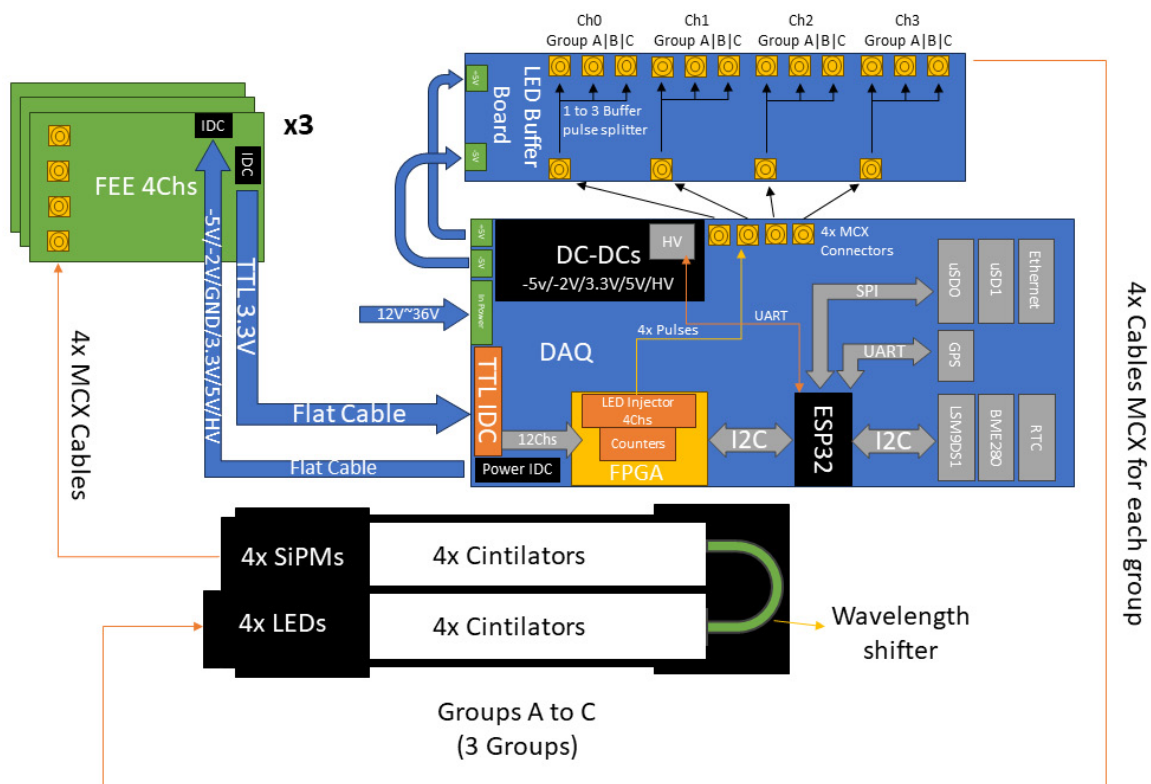 Ch0
Group A|B|C
Ch1
Group A|B|C
Ch2
Group A|B|C
Ch3
Group A|B|C
LED Buffer
Board
+5V
-5V
1 to 3 Buffer
pulse splitter
IDC
IDC
x3
FEE 4Chs
-5V/-2V/GND/3.3V/5V/HV
TTL 3.3V
4x MCX Cables
Flat Cable
Flat Cable
12V~36V
+5V
-5V
In Power
DC-DCs
-5v/-2V/3.3V/5V/HV
HV
4x MCX
Connectors
UART
4x Pulses
DAQ
TTL IDC
12Chs
Power IDC
LED Injector
4Chs
Counters
FPGA
I2C
ESP32
I2C
SPI
UART
uSD0
uSD1
Ethernet
GPS
LSM9DS1
BME280
RTC
4x Cables MCX for each group
4x SiPMs
4x Cintilators
4x LEDs
4x Cintilators
Wavelength
shifter
Groups A to C
(3 Groups)